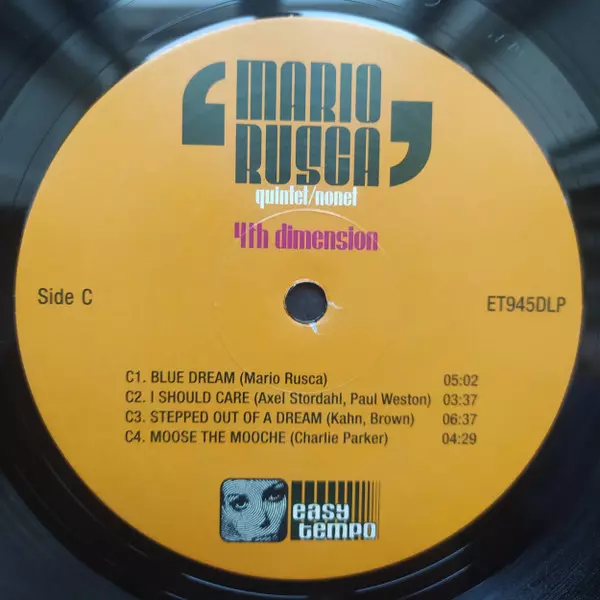 ‘MARIO
RUSCA’
quintet/nonet
4th dimension
Side C
ET945DLP
C1. BLUE DREAM (Mario Rusca) 05:02
C2. I SHOULD CARE (Axel Stordahl, Paul Weston) 03:37
C3. STEPPED OUT OF A DREAM (Kahn, Brown) 06:37
C4. MOOSE THE MOOCHE (Charlie Parker) 04:29
easy
tempo